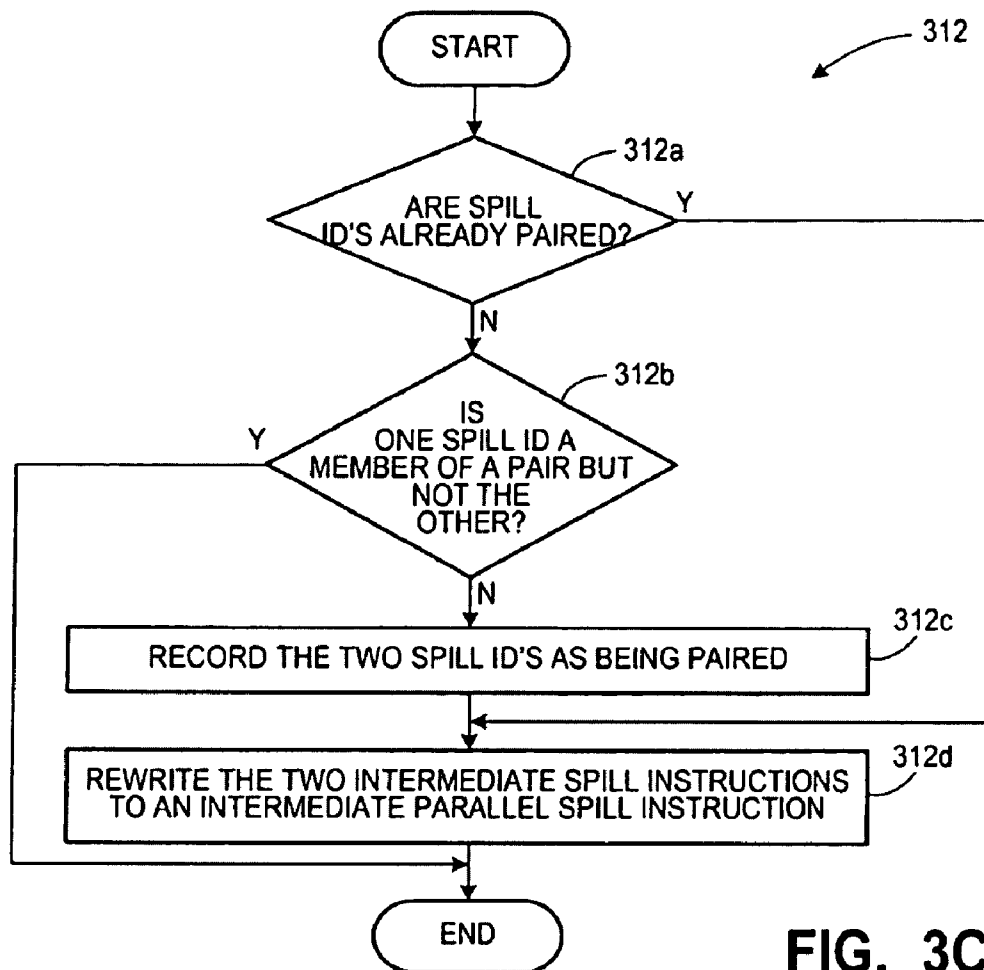 START
312
312a
ARE SPILL
ID'S ALREADY PAIRED?
Y
N
312b
IS
ONE SPILL ID A
MEMBER OF A PAIR BUT
NOT THE
OTHER?
Y
N
312c
RECORD THE TWO SPILL ID'S AS BEING PAIRED
312d
REWRITE THE TWO INTERMEDIATE SPILL INSTRUCTIONS
TO AN INTERMEDIATE PARALLEL SPILL INSTRUCTION
END
FIG. 3C